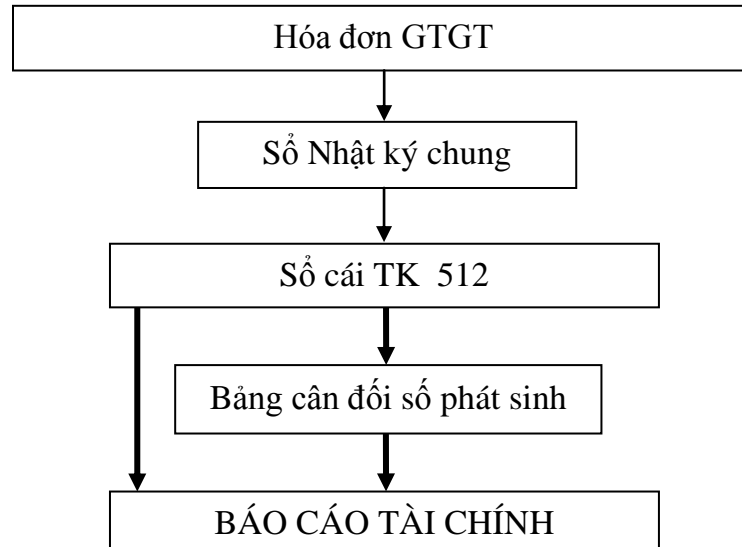 Hóa đơn GTGT
Sổ Nhật ký chung
Sổ cái TK 512
Bảng cân đối số phát sinh
BÁO CÁO TÀI CHÍNH